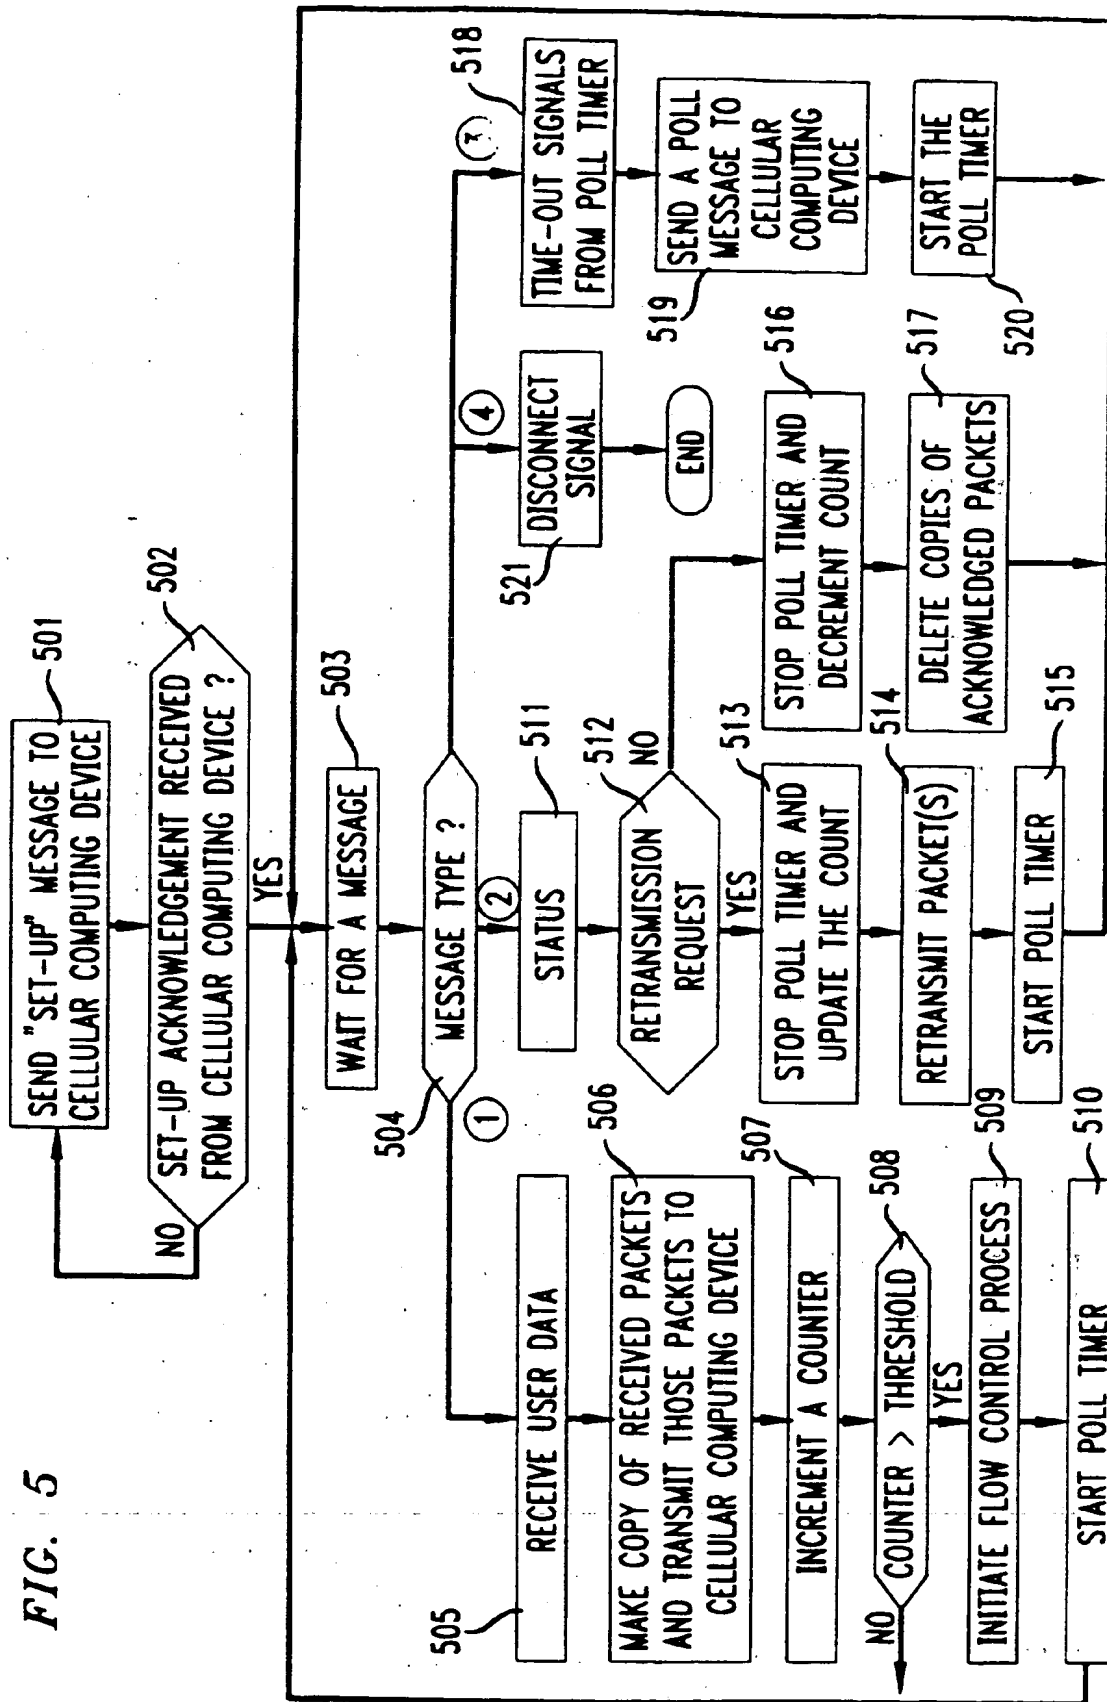 FIG. 5
SEND "SET-UP" MESSAGE TO
CELLULAR COMPUTING DEVICE
501
SET-UP ACKNOWLEDGEMENT RECEIVED
FROM CELLULAR COMPUTING DEVICE ?
502
NO
YES
WAIT FOR A MESSAGE
503
MESSAGE TYPE ?
504
1
2
4
3
RECEIVE USER DATA
505
MAKE COPY OF RECEIVED PACKETS
AND TRANSMIT THOSE PACKETS TO
CELLULAR COMPUTING DEVICE
506
INCREMENT A COUNTER
507
COUNTER > THRESHOLD
508
NO
YES
INITIATE FLOW CONTROL PROCESS
509
START POLL TIMER
510
STATUS
511
RETRANSMISSION
REQUEST
512
NO
YES
STOP POLL TIMER AND
UPDATE THE COUNT
513
RETRANSMIT PACKET(S)
514
START POLL TIMER
515
STOP POLL TIMER AND
DECREMENT COUNT
516
DELETE COPIES OF
ACKNOWLEDGED PACKETS
517
DISCONNECT
SIGNAL
521
END
TIME-OUT SIGNALS
FROM POLL TIMER
518
SEND A POLL
MESSAGE TO
CELLULAR
COMPUTING
DEVICE
519
START THE
POLL TIMER
520